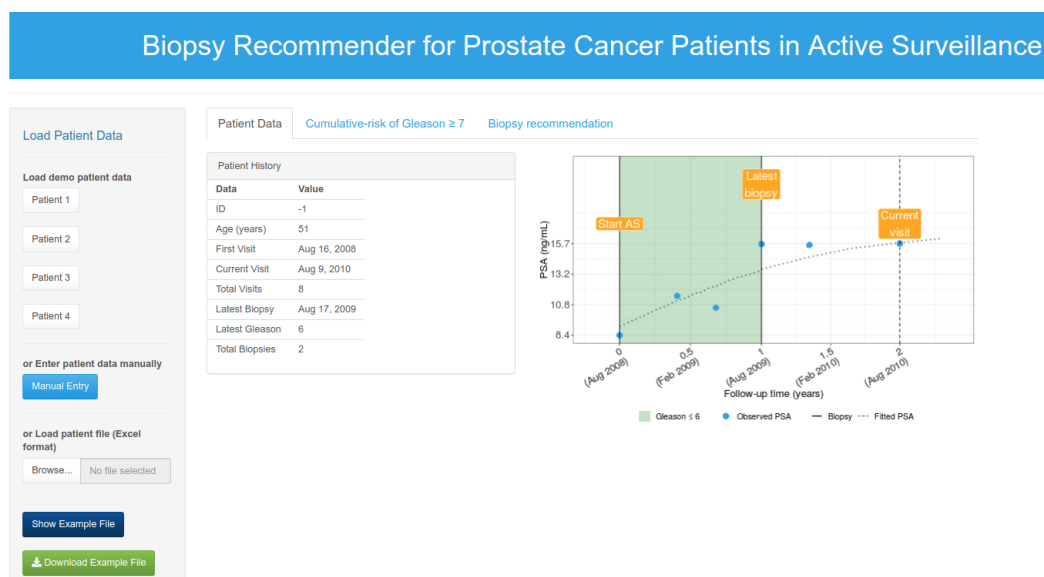 Biopsy Recommender for Prostate Cancer Patients in Active Surveillance
Load Patient Data
Load demo patient data
Patient 1
Patient 2
Patient 3
Patient 4
or Enter patient data manually
Manual Entry
or Load patient file (Excel
format)
Browse... No file selected
Show Example File
Download Example File
Patient Data Cumulative-risk of Gleason ≥ 7 Biopsy recommendation
Patient History
Data Value
ID -1
Age (years) 51
First Visit Aug 16, 2008
Current Visit Aug 9, 2010
Total Visits 8
Latest Biopsy Aug 17, 2009
Latest Gleason 6
Total Biopsies 2
Start AS
Latest
biopsy
Current
visit
PSA (ng/mL)
15.7
13.2
10.8
8.4
0
(Aug 2008)
0.5
(Feb 2009)
1
(Aug 2009)
1.5
(Feb 2010)
2
(Aug 2010)
Follow-up time (years)
Gleason ≤ 6 Observed PSA Biopsy Fitted PSA